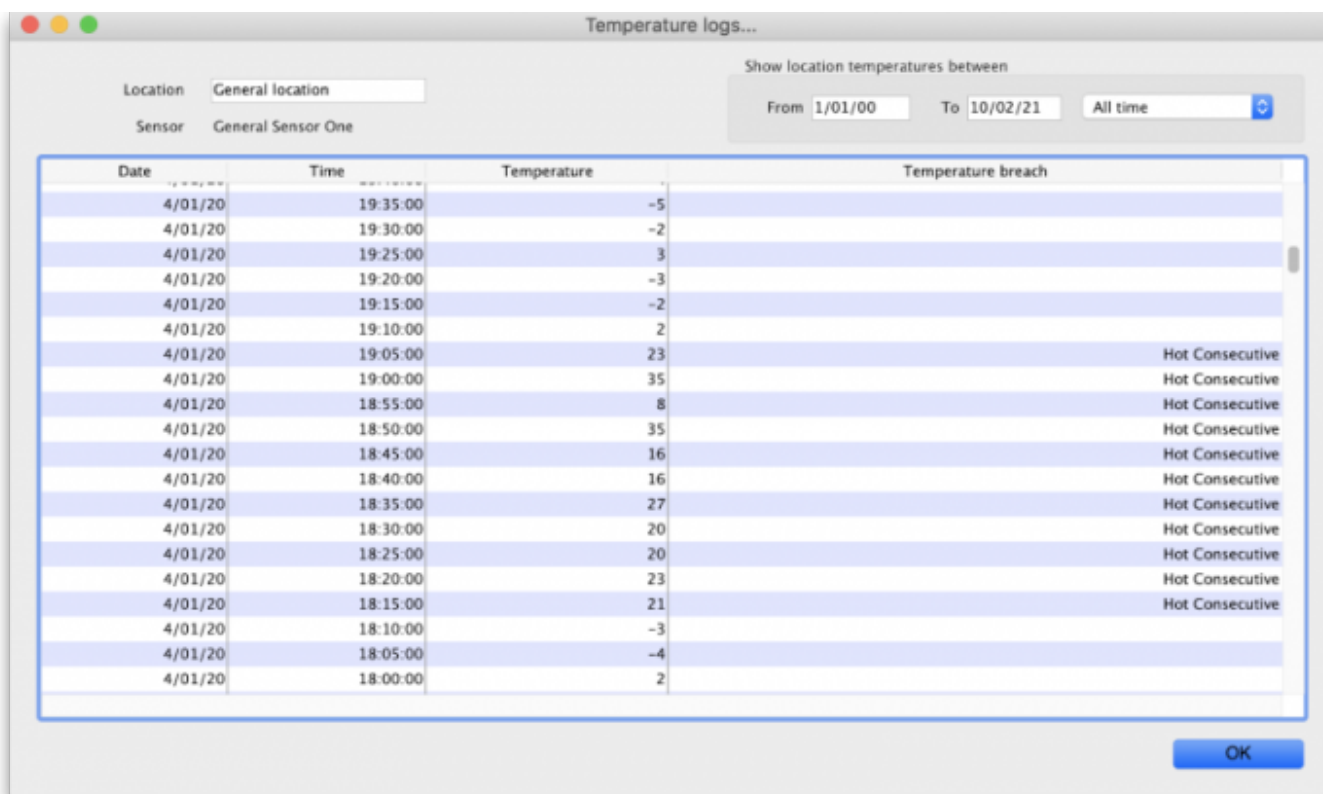 Temperature logs...
Show location temperatures between
Location General location
From 1/01/00 To 10/02/21 All time
Sensor General Sensor One
Date Time Temperature Temperature breach
4/01/20 19:35:00 -5
4/01/20 19:30:00 -2
4/01/20 19:25:00 3
4/01/20 19:20:00 -3
4/01/20 19:15:00 -2
4/01/20 19:10:00 2
4/01/20 19:05:00 23 Hot Consecutive
4/01/20 19:00:00 35 Hot Consecutive
4/01/20 18:55:00 8 Hot Consecutive
4/01/20 18:50:00 35 Hot Consecutive
4/01/20 18:45:00 16 Hot Consecutive
4/01/20 18:40:00 16 Hot Consecutive
4/01/20 18:35:00 27 Hot Consecutive
4/01/20 18:30:00 20 Hot Consecutive
4/01/20 18:25:00 20 Hot Consecutive
4/01/20 18:20:00 23 Hot Consecutive
4/01/20 18:15:00 21 Hot Consecutive
4/01/20 18:10:00 -3
4/01/20 18:05:00 -4
4/01/20 18:00:00 2
OK